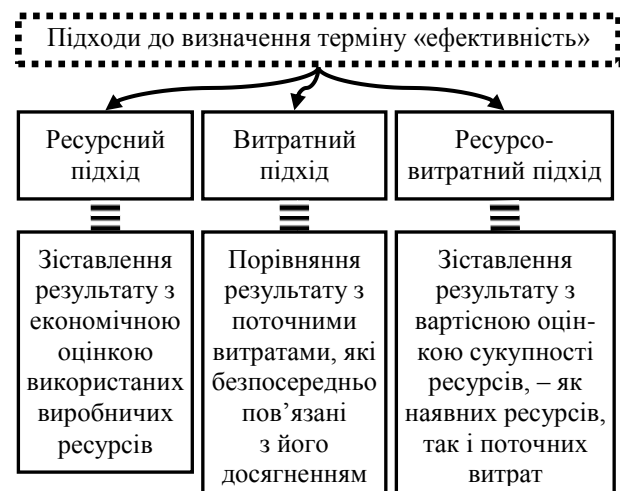 Підходи до визначення терміну «ефективність»
Ресурсний
підхід
Витратний
підхід
Ресурсо-
витратний підхід
Зіставлення
результату з
економічною
оцінкою
використаних
виробничих
ресурсів
Порівняння
результату з
поточними
витратами, які
безпосередньо
пов’язані
з його
досягненням
Зіставлення
результату з
вартісною оцін-
кою сукупності
ресурсів, – як
наявних ресурсів,
так і поточних
витрат